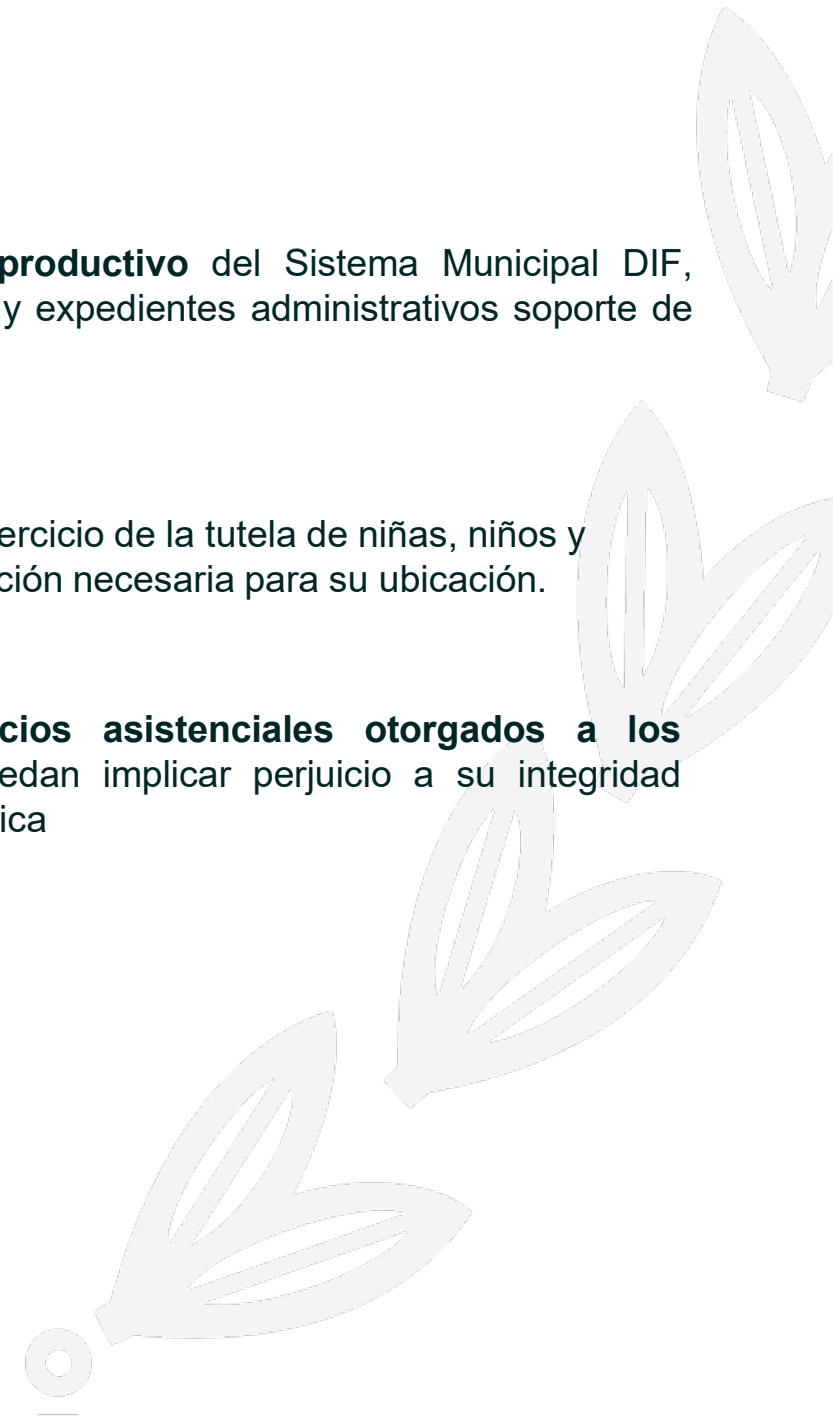 productivo del Sistema Municipal DIF,
y expedientes administrativos soporte de
ercicio de la tutela de niñas, niños y
ción necesaria para su ubicación.
cios asistenciales otorgados a los
edan implicar perjuicio a su integridad
ica